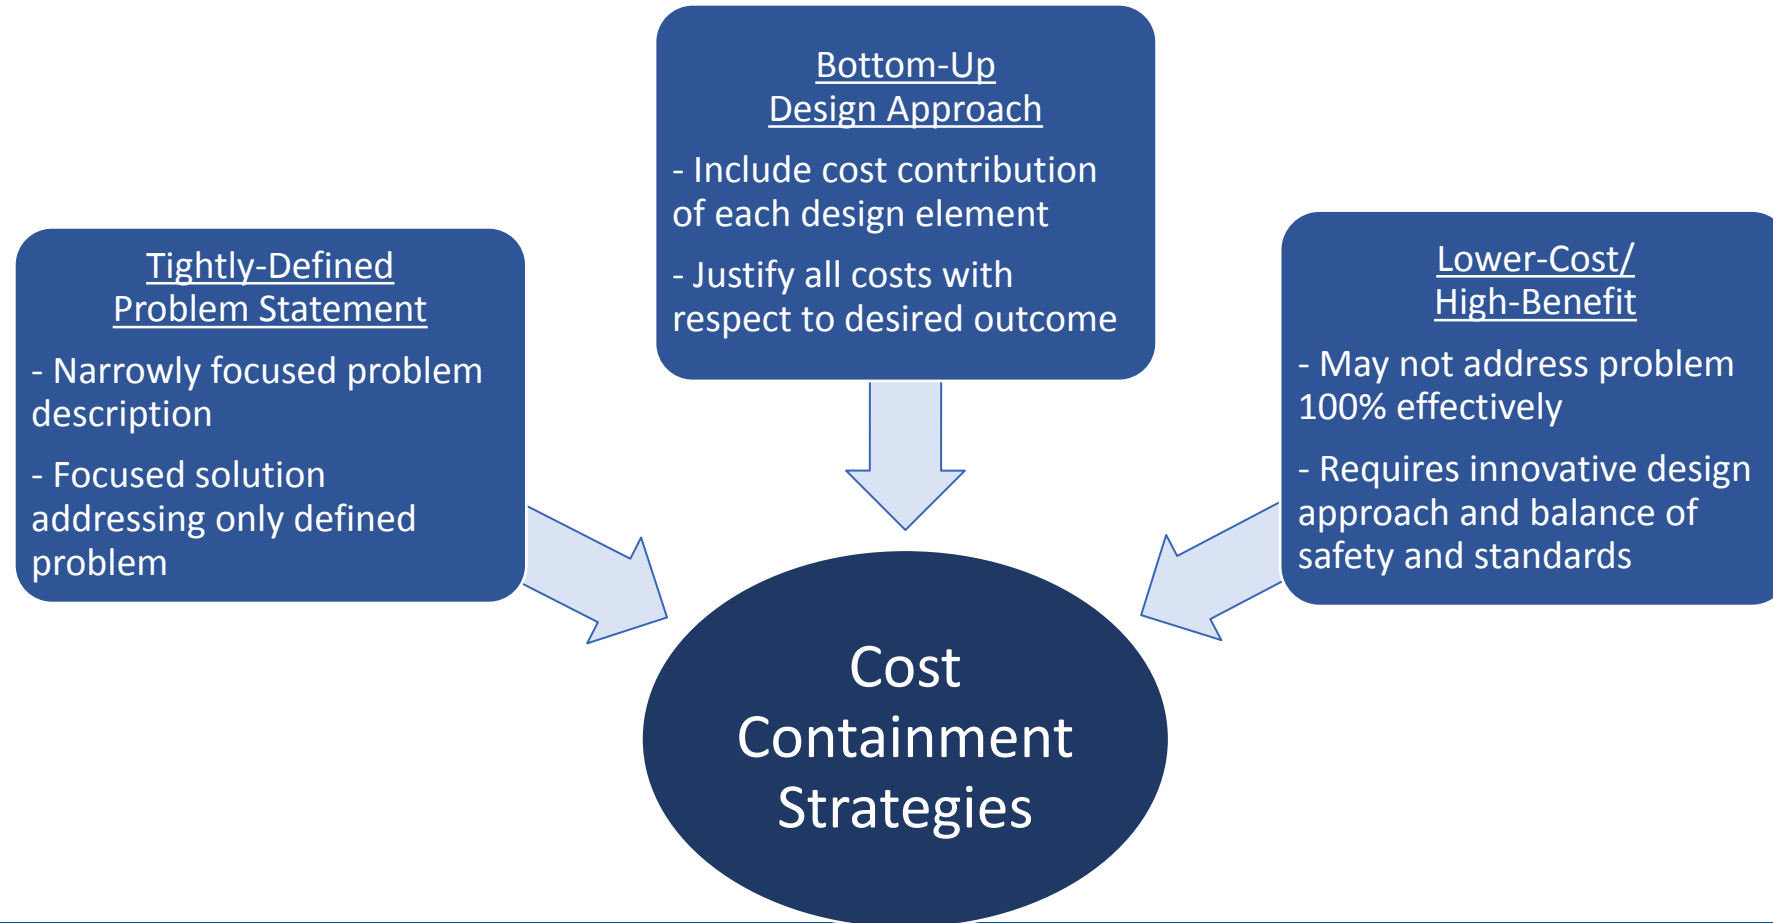 Bottom-Up
Design Approach
- Include cost contribution
of each design element
- Justify all costs with
respect to desired outcome
Tightly-Defined
Problem Statement
- Narrowly focused problem
description
- Focused solution
addressing only defined
problem
Lower-Cost/
High-Benefit
- May not address problem
100% effectively
- Requires innovative design
approach and balance of
safety and standards
Cost
Containment
Strategies